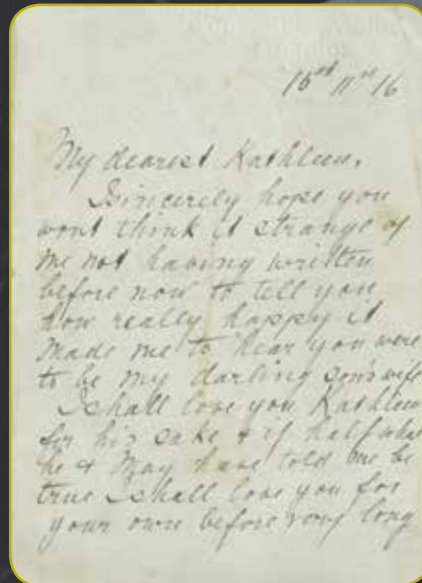 11 16
My dearest Kathleen,
I sincerely hope you
wont think it strange of
me not having written
before now to tell you
how really happy it
made me to hear you were
to be my darling son's wife
I shall love you Kathleen
for his sake & if half what
he & May have told me be
true I shall love you for
your own before very long